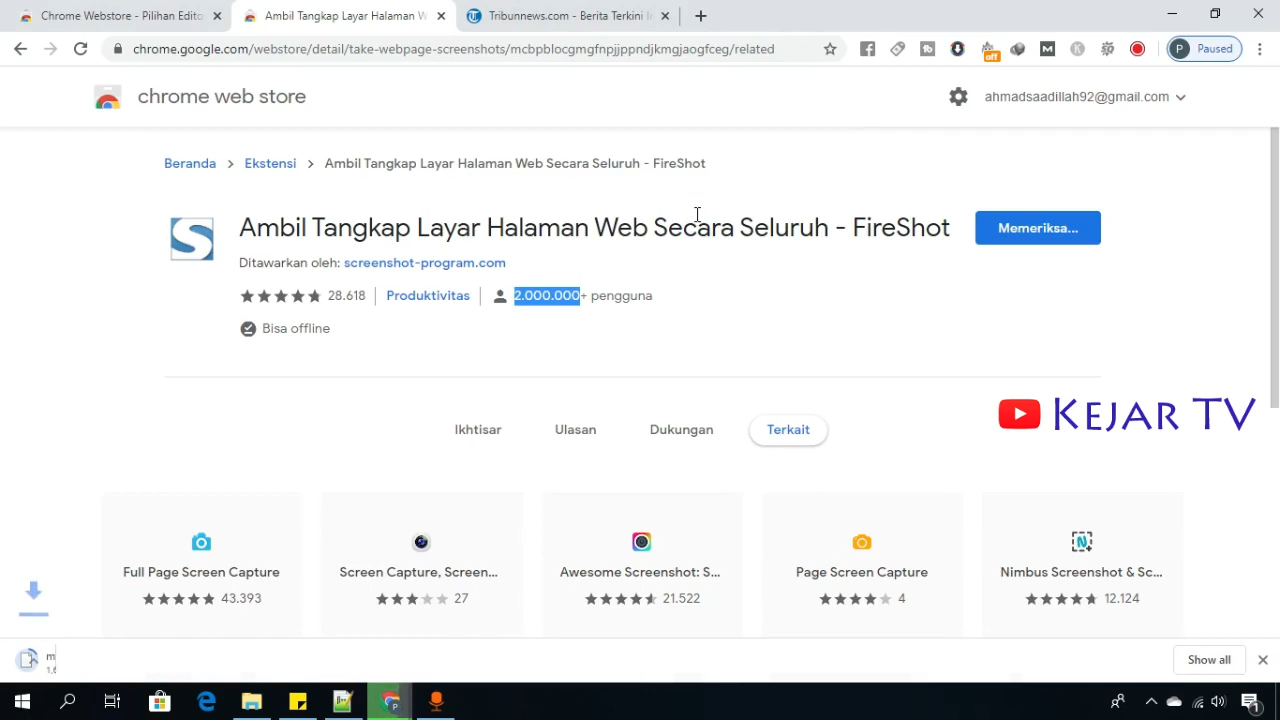 Chrome Webstore - Pilihan Edito
Ambil Tangkap Layar Halaman W
Tribunnews.com - Berita Terkini I
chrome.google.com/webstore/detail/take-webpage-screenshots/mcbpblocgmgfnpjjppndjkmgjaogfceg/related
off
P Paused
chrome web store
ahmadsaadillah92@gmail.com
Beranda > Ekstensi > Ambil Tangkap Layar Halaman Web Secara Seluruh - FireShot
Ambil Tangkap Layar Halaman Web Secara Seluruh - FireShot
Memeriksa...
Ditawarkan oleh: screenshot-program.com
28.618 | Produktivitas | 2.000.000+ pengguna
Bisa offline
KEJAR TV
Ikhtisar Ulasan Dukungan Terkait
Full Page Screen Capture
43.393
Screen Capture, Screen...
27
Awesome Screenshot: S...
21.522
Page Screen Capture
4
Nimbus Screenshot & Sc...
12.124
Show all